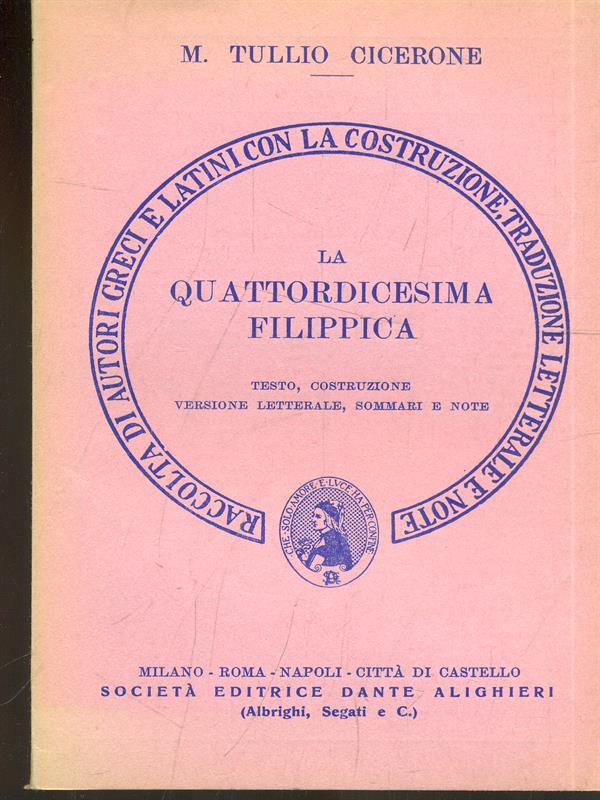 M. TULLIO CICERONE
RACCOLTA DI AUTORI GRECI E LATINI CON LA COSTRUZIONE, TRADUZIONE LETTERALE E NOTE
LA
QUATTORDICESIMA
FILIPPICA
TESTO, COSTRUZIONE
VERSIONE LETTERALE, SOMMARI E NOTE
CHE·SOLO·AMORE·E·LVCE·HA·PER·CONFINE
MILANO - ROMA - NAPOLI - CITTÀ DI CASTELLO
SOCIETÀ EDITRICE DANTE ALIGHIERI
(Albrighi, Segati e C.)